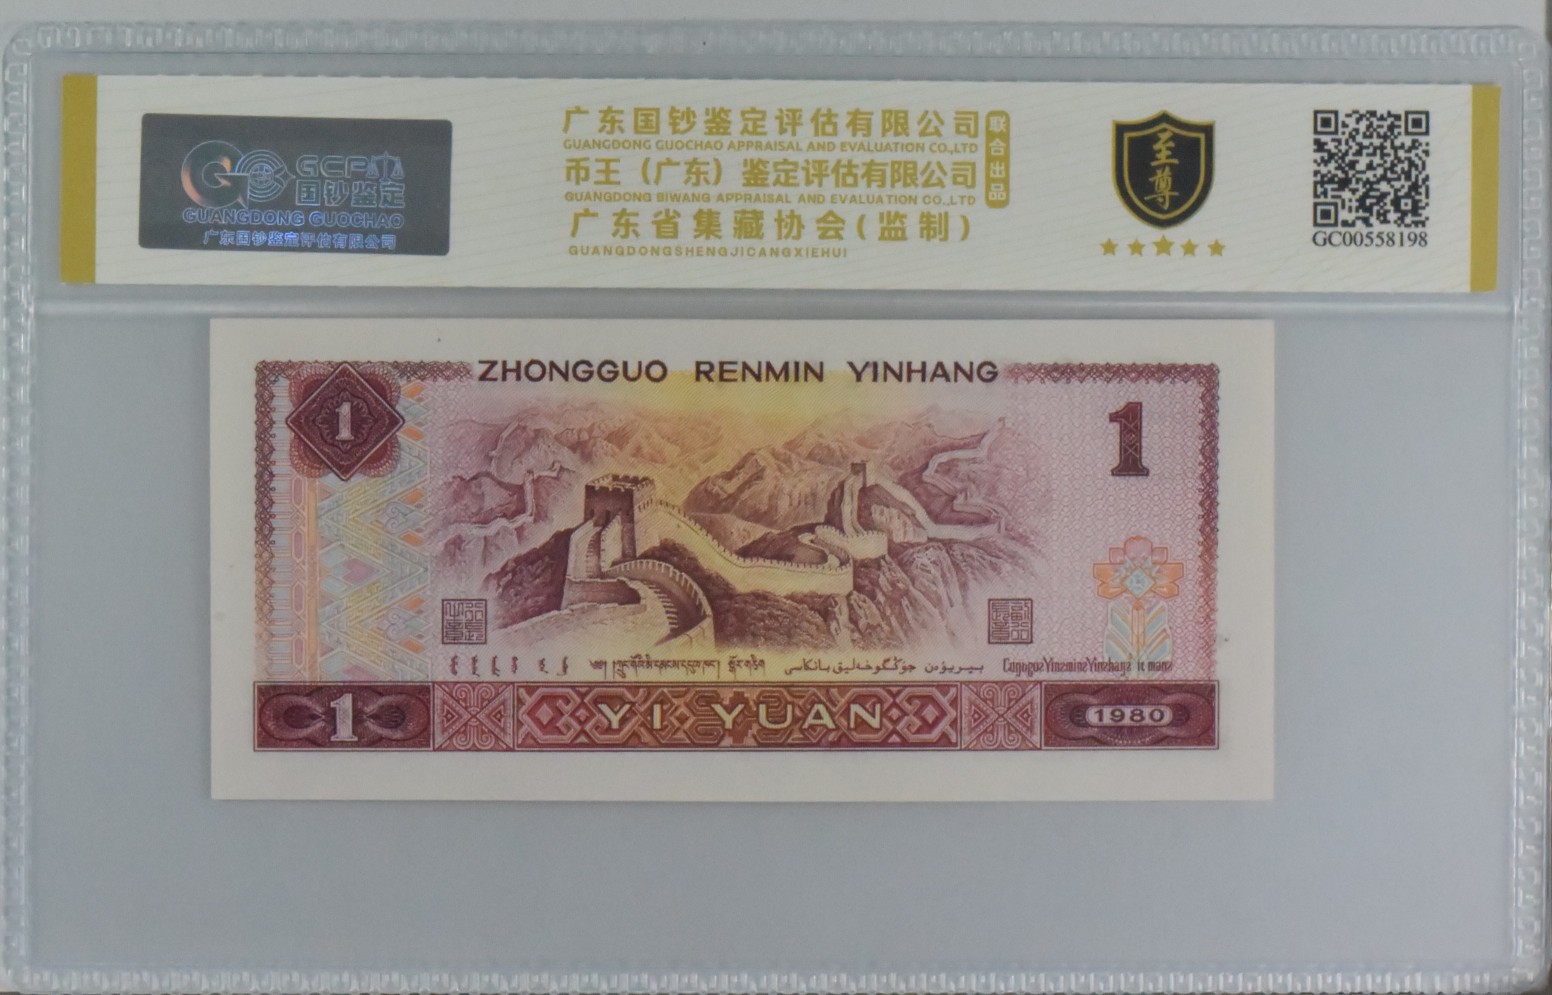 GCP
国钞鉴定
GUANGDONG GUOCHAO
广东国钞鉴定评估有限公司
广东国钞鉴定评估有限公司
GUANGDONG GUOCHAO APPRAISAL AND EVALUATION CO.,LTD
币王（广东）鉴定评估有限公司
GUANGDONG BIWANG APPRAISAL AND EVALUATION CO.,LTD
广东省集藏协会(监制)
GUANGDONGSHENGJICANGXIEHUI
联合出品
至尊
GC00558198
ZHONGGUO RENMIN YINHANG
1
1
1
YI YUAN
1980